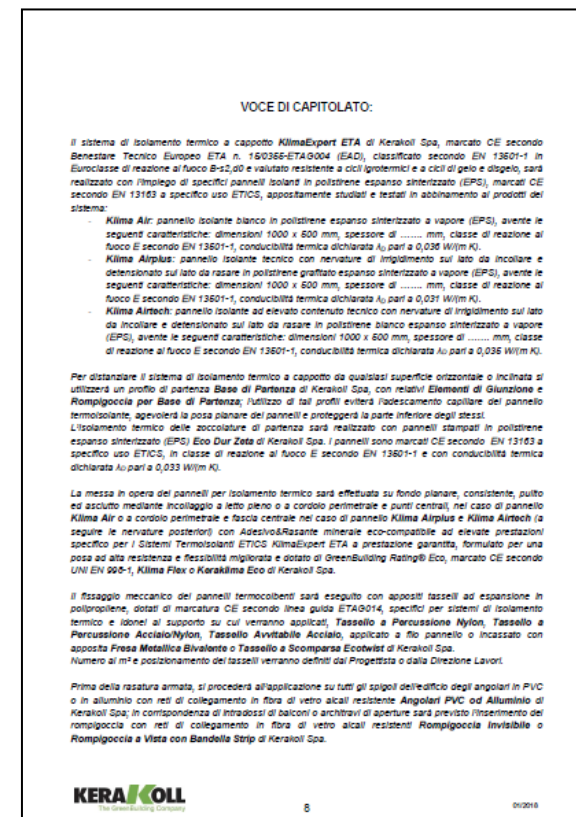 VOCE DI CAPITOLATO:
Il sistema di isolamento termico a cappotto KlimaExpert ETA di Kerakoll Spa, marcato CE secondo
Benestare Tecnico Europeo ETA n. 15/0355-ETAG004 (EAD), classificato secondo EN 13501-1 in
Euroclasse di reazione al fuoco B-s2,d0 e valutato resistente a cicli igrotermici e a cicli di gelo e disgelo, sarà
realizzato con l'impiego di specifici pannelli isolanti in polistirene espanso sinterizzato (EPS), marcati CE
secondo EN 13163 a specifico uso ETICS, appositamente studiati e testati in abbinamento ai prodotti del
sistema:
- Klima Air: pannello isolante bianco in polistirene espanso sinterizzato a vapore (EPS), avente le
seguenti caratteristiche: dimensioni 1000 x 500 mm, spessore di ....... mm, classe di reazione al
fuoco E secondo EN 13501-1, conducibilità termica dichiarata λD pari a 0,036 W/(m K).
- Klima Airplus: pannello isolante tecnico con nervature di irrigidimento sul lato da incollare e
detensionato sul lato da rasare in polistirene grafitato espanso sinterizzato a vapore (EPS), avente le
seguenti caratteristiche: dimensioni 1000 x 500 mm, spessore di ....... mm, classe di reazione al
fuoco E secondo EN 13501-1, conducibilità termica dichiarata λD pari a 0,031 W/(m K).
- Klima Airtech: pannello isolante ad elevato contenuto tecnico con nervature di irrigidimento sul lato
da incollare e detensionato sul lato da rasare in polistirene bianco espanso sinterizzato a vapore
(EPS), avente le seguenti caratteristiche: dimensioni 1000 x 500 mm, spessore di ....... mm, classe
di reazione al fuoco E secondo EN 13501-1, conducibilità termica dichiarata λD pari a 0,035 W/(m K).
Per distanziare il sistema di isolamento termico a cappotto da qualsiasi superficie orizzontale o inclinata si
utilizzerà un profilo di partenza Base di Partenza di Kerakoll Spa, con relativi Elementi di Giunzione e
Rompigoccia per Base di Partenza; l'utilizzo di tali profili eviterà l'adescamento capillare del pannello
termoisolante, agevolerà la posa planare dei pannelli e proteggerà la parte inferiore degli stessi.
L'isolamento termico delle zoccolature di partenza sarà realizzato con pannelli stampati in polistirene
espanso sinterizzato (EPS) Eco Dur Zeta di Kerakoll Spa. I pannelli sono marcati CE secondo EN 13163 a
specifico uso ETICS, in classe di reazione al fuoco E secondo EN 13501-1 e con conducibilità termica
dichiarata λD pari a 0,033 W/(m K).
La messa in opera dei pannelli per isolamento termico sarà effettuata su fondo planare, consistente, pulito
ed asciutto mediante incollaggio a letto pieno o a cordolo perimetrale e punti centrali, nel caso di pannello
Klima Air o a cordolo perimetrale e fascia centrale nel caso di pannello Klima Airplus e Klima Airtech (a
seguire le nervature posteriori) con Adesivo&Rasante minerale eco-compatibile ad elevate prestazioni
specifico per i Sistemi Termoisolanti ETICS KlimaExpert ETA a prestazione garantita, formulato per una
posa ad alta resistenza e flessibilità migliorata e dotato di GreenBuilding Rating® Eco, marcato CE secondo
UNI EN 998-1, Klima Flex o Keraklima Eco di Kerakoll Spa.
Il fissaggio meccanico dei pannelli termocoibenti sarà eseguito con appositi tasselli ad espansione in
polipropilene, dotati di marcatura CE secondo linea guida ETAG014, specifici per sistemi di isolamento
termico e idonei al supporto su cui verranno applicati, Tassello a Percussione Nylon, Tassello a
Percussione Acciaio/Nylon, Tassello Avvitabile Acciaio, applicato a filo pannello o incassato con
apposita Fresa Metallica Bivalente o Tassello a Scomparsa Ecotwist di Kerakoll Spa.
Numero al m² e posizionamento dei tasselli verranno definiti dal Progettista o dalla Direzione Lavori.
Prima della rasatura armata, si procederà all'applicazione su tutti gli spigoli dell'edificio degli angolari in PVC
o in alluminio con reti di collegamento in fibra di vetro alcali resistente Angolari PVC od Alluminio di
Kerakoll Spa; in corrispondenza di intradossi di balconi o architravi di aperture sarà previsto l'inserimento del
rompigoccia con reti di collegamento in fibra di vetro alcali resistenti Rompigoccia Invisibile o
Rompigoccia a Vista con Bandella Strip di Kerakoll Spa.
KERAKOLL
The GreenBuilding Company
6
01/2018